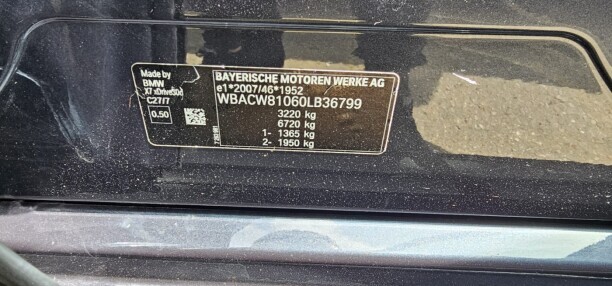 Made by
BMW
X7 xDrive30d
C27/7
0.50
BAYERISCHE MOTOREN WERKE AG
e1*2007/46*1952
WBACW81060LB36799
3220 kg
6720 kg
1- 1365 kg
2- 1950 kg